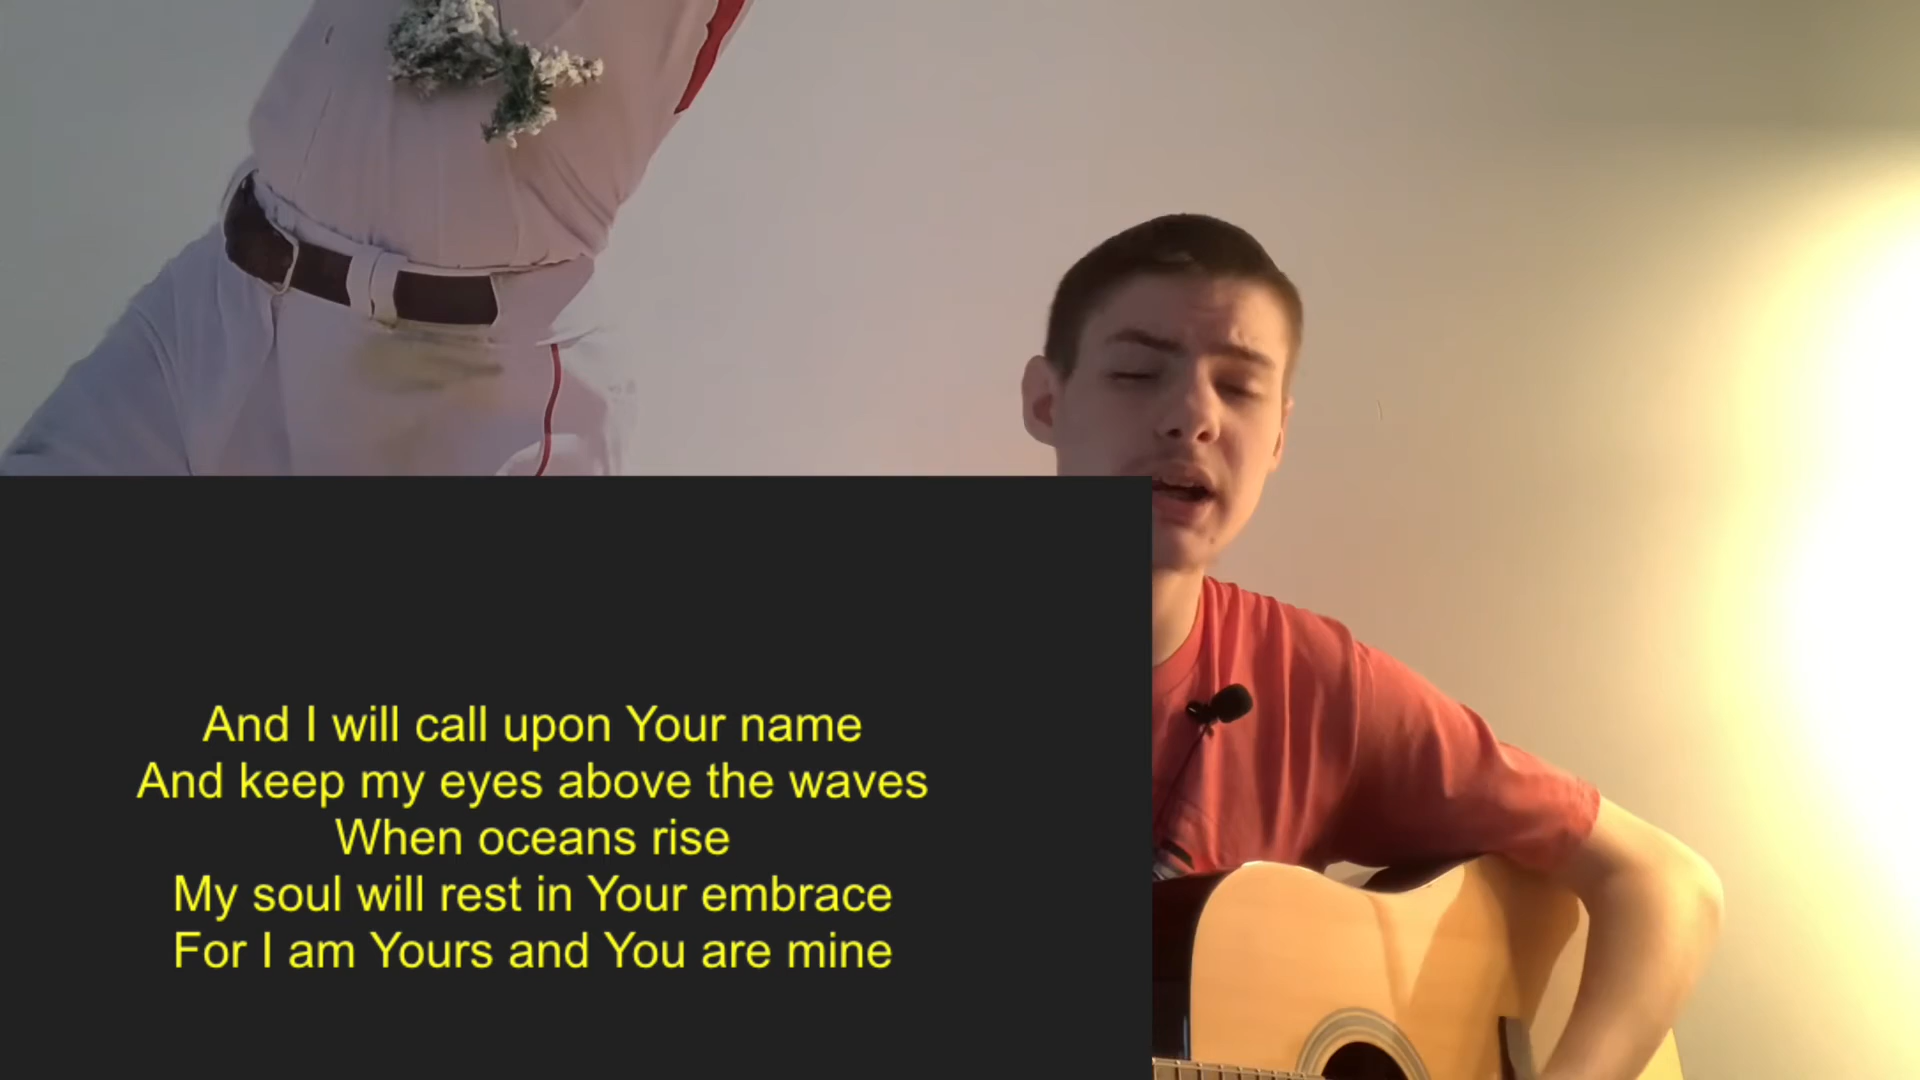 And I will call upon Your name
And keep my eyes above the waves
When oceans rise
My soul will rest in Your embrace
For I am Yours and You are mine